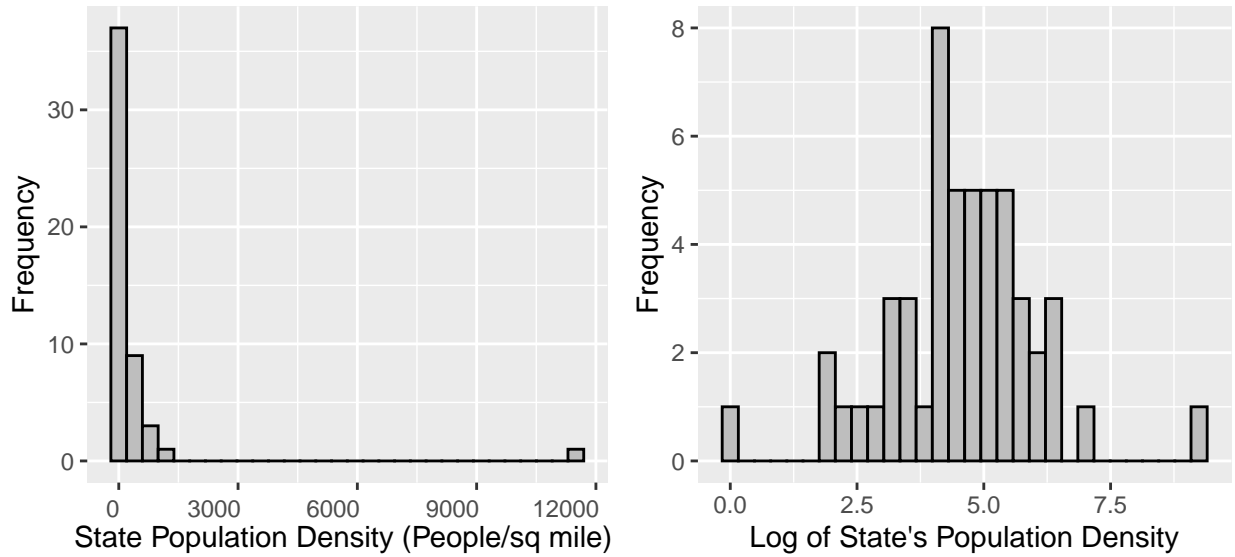 Frequency
30
20
10
0
0 3000 6000 9000 12000
State Population Density (People/sq mile)
Frequency
8
6
4
2
0
0.0 2.5 5.0 7.5
Log of State's Population Density